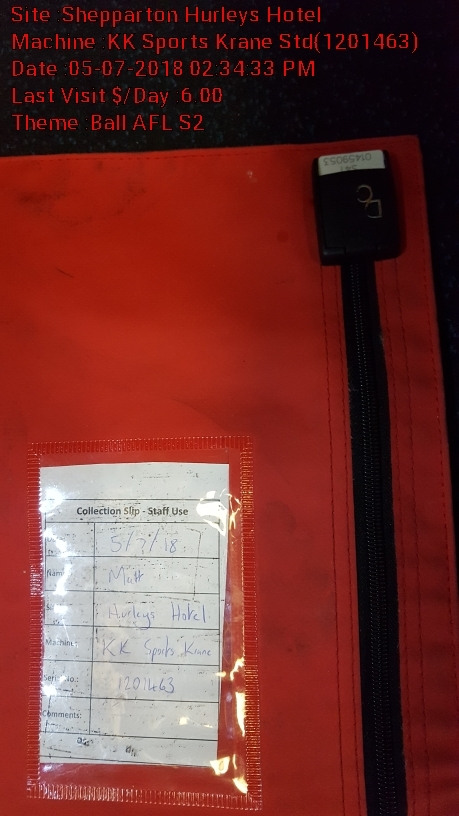 Site :Shepparton Hurleys Hotel
Machine :KK Sports Krane Std(1201463)
Date :05-07-2018 02:34:33 PM
Last Visit $/Day :6.00
Theme :Ball AFL S2
01459053
Collection Slip - Staff Use
5/7/18
Name: Matt
Hurleys Hotel
Machine: KK Sports Krane
Serial No.: 1201463
Comments: